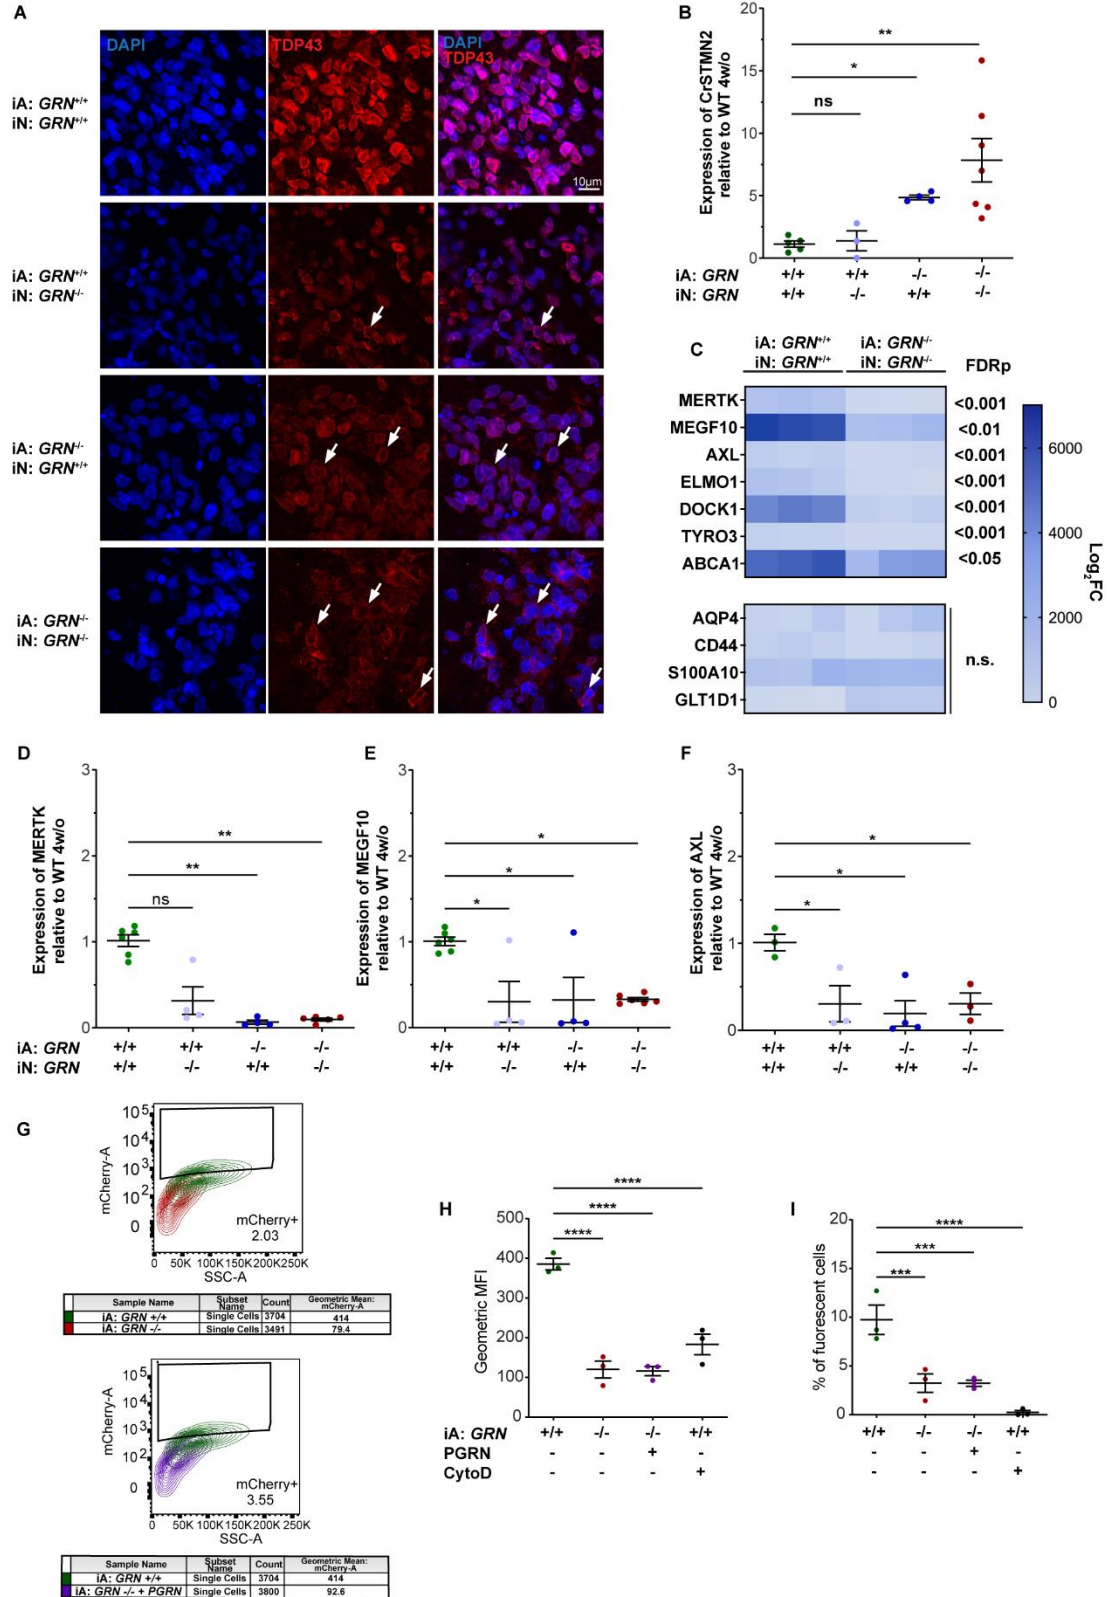 A
DAPI
TDP43
DAPI
TDP43
iA: GRN+/+
iN: GRN+/+
10µm
iA: GRN+/+
iN: GRN-/-
iA: GRN-/-
iN: GRN+/+
iA: GRN-/-
iN: GRN-/-
B
Expression of CrSTMN2
relative to WT 4w/o
20
15
10
5
0
**
*
ns
iA: GRN +/+ +/+ -/- -/-
iN: GRN +/+ -/- +/+ -/-
C
iA: GRN+/+ iA: GRN-/-
iN: GRN+/+ iN: GRN-/-
FDRp
MERTK <0.001
MEGF10 <0.01
AXL <0.001
ELMO1 <0.001
DOCK1 <0.001
TYRO3 <0.001
ABCA1 <0.05
AQP4
CD44
S100A10
GLT1D1
n.s.
6000
4000
2000
0
Log2FC
D
Expression of MERTK
relative to WT 4w/o
3
2
1
0
**
**
ns
iA: GRN +/+ +/+ -/- -/-
iN: GRN +/+ -/- +/+ -/-
E
Expression of MEGF10
relative to WT 4w/o
3
2
1
0
*
*
*
+/+ +/+ -/- -/-
+/+ -/- +/+ -/-
F
Expression of AXL
relative to WT 4w/o
3
2
1
0
*
*
*
+/+ +/+ -/- -/-
+/+ -/- +/+ -/-
G
mCherry-A
10^5
10^4
10^3
10^2
0
mCherry+
2.03
0 50K 100K 150K 200K 250K
SSC-A
Sample Name Subset Name Count Geometric Mean: mCherry-A
iA: GRN +/+ Single Cells 3704 414
iA: GRN -/- Single Cells 3491 79.4
mCherry-A
10^5
10^4
10^3
10^2
0
mCherry+
3.55
0 50K 100K 150K 200K 250K
SSC-A
Sample Name Subset Name Count Geometric Mean: mCherry-A
iA: GRN +/+ Single Cells 3704 414
iA: GRN -/- + PGRN Single Cells 3800 92.6
H
Geometric MFI
500
400
300
200
100
0
****
****
****
iA: GRN +/+ -/- -/- +/+
PGRN - - + -
CytoD - - - +
I
% of fuorescent cells
20
15
10
5
0
****
***
***
+/+ -/- -/- +/+
- - + -
- - - +